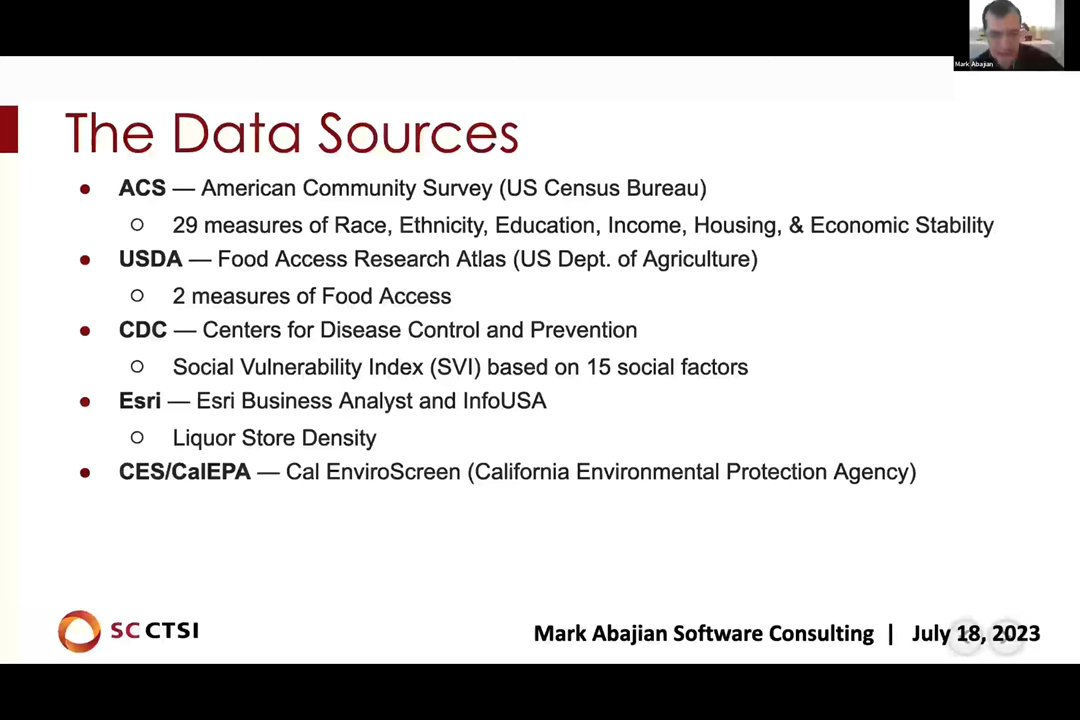 Mark Abajian
The Data Sources
● ACS — American Community Survey (US Census Bureau)
○ 29 measures of Race, Ethnicity, Education, Income, Housing, & Economic Stability
● USDA — Food Access Research Atlas (US Dept. of Agriculture)
○ 2 measures of Food Access
● CDC — Centers for Disease Control and Prevention
○ Social Vulnerability Index (SVI) based on 15 social factors
● Esri — Esri Business Analyst and InfoUSA
○ Liquor Store Density
● CES/CalEPA — Cal EnviroScreen (California Environmental Protection Agency)
SC CTSI
Mark Abajian Software Consulting | July 18, 2023